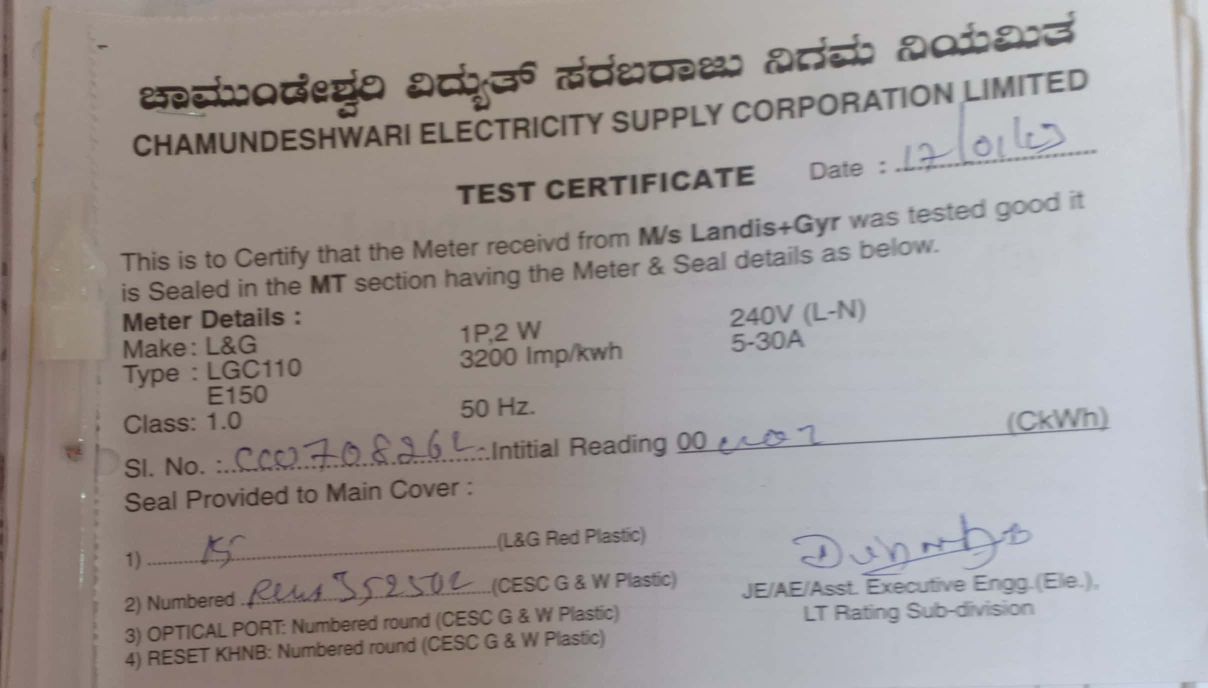 ಚಾಮುಂಡೇಶ್ವರಿ ವಿದ್ಯುತ್ ಸರಬರಾಜು ನಿಗಮ ನಿಯಮಿತ
CHAMUNDESHWARI ELECTRICITY SUPPLY CORPORATION LIMITED
TEST CERTIFICATE Date :
This is to Certify that the Meter receivd from M/s Landis+Gyr was tested good it
is Sealed in the MT section having the Meter & Seal details as below.
Meter Details :
Make: L&G 1P,2 W 240V (L-N)
Type : LGC110 3200 Imp/kwh 5-30A
E150
Class: 1.0 50 Hz.
Sl. No. : Intitial Reading 00 (CkWh)
Seal Provided to Main Cover :
1) (L&G Red Plastic)
2) Numbered (CESC G & W Plastic)
3) OPTICAL PORT: Numbered round (CESC G & W Plastic)
4) RESET KHNB: Numbered round (CESC G & W Plastic)
JE/AE/Asst. Executive Engg.(Ele.),
LT Rating Sub-division